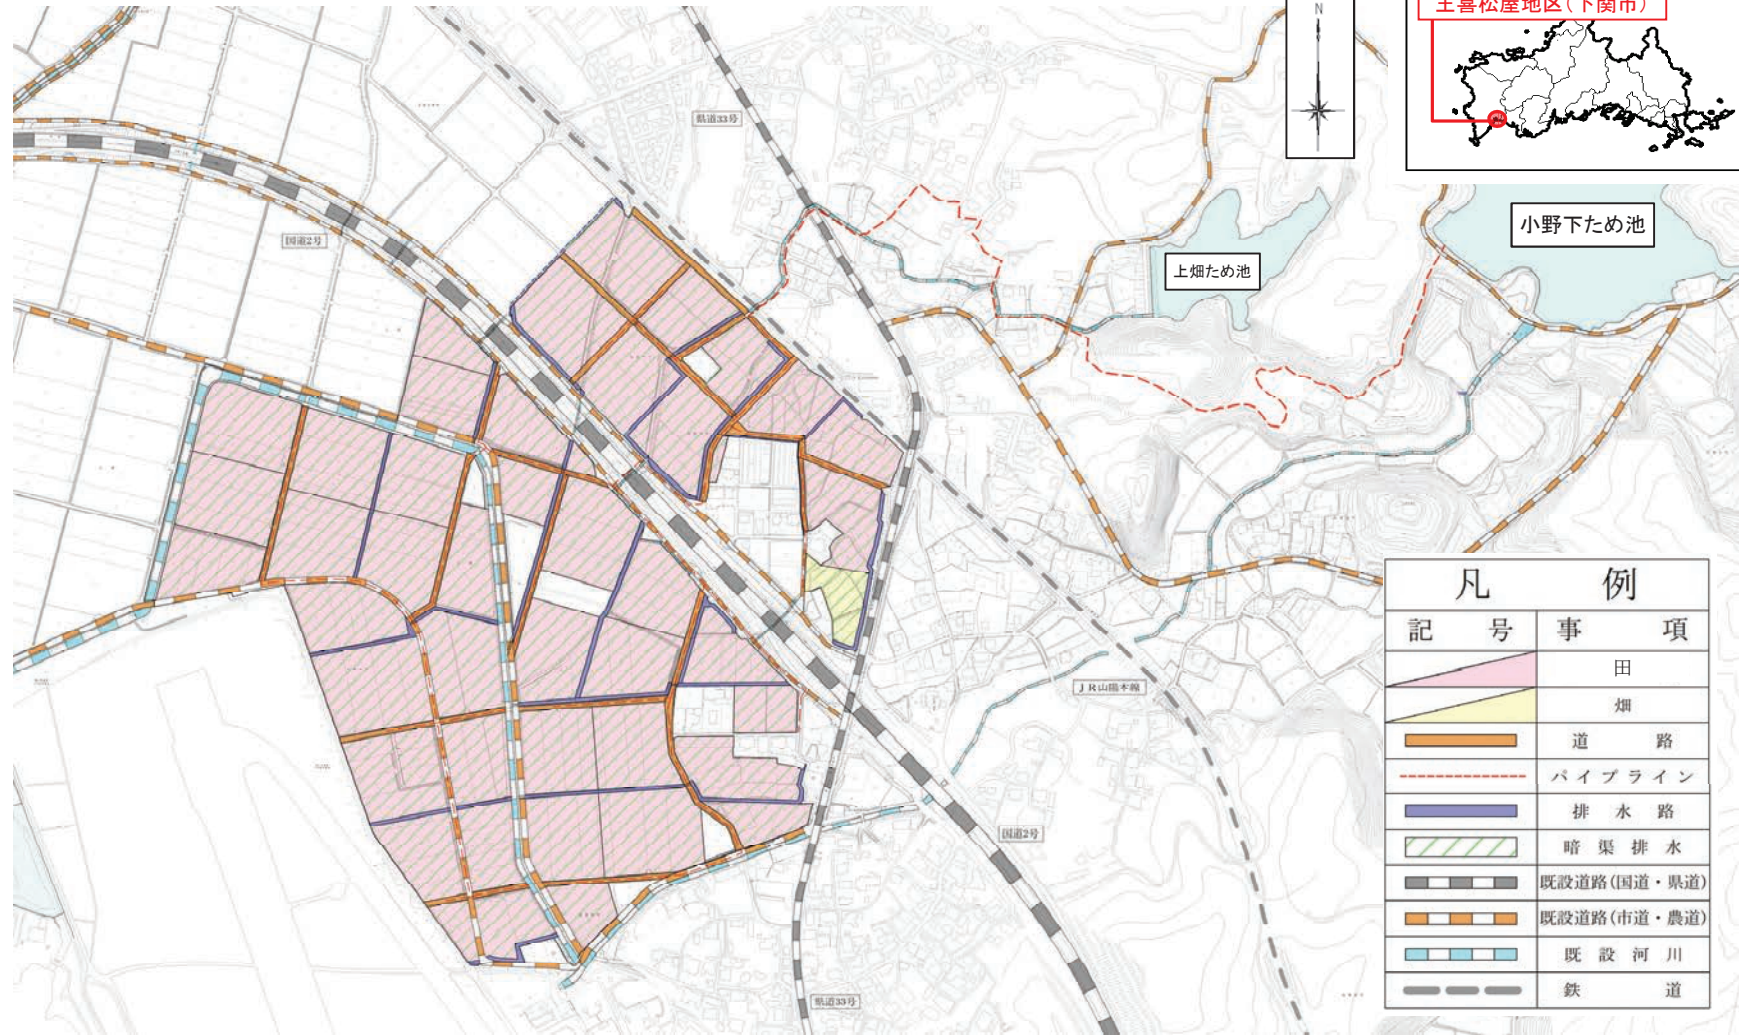 王喜松屋地区(下関市)
N
県道33号
国道2号
小野下ため池
上畑ため池
JR山陽本線
国道2号
県道33号
凡 例
記 号 事 項
田
畑
道 路
パイプライン
排 水 路
暗 渠 排 水
既設道路(国道・県道)
既設道路(市道・農道)
既 設 河 川
鉄 道